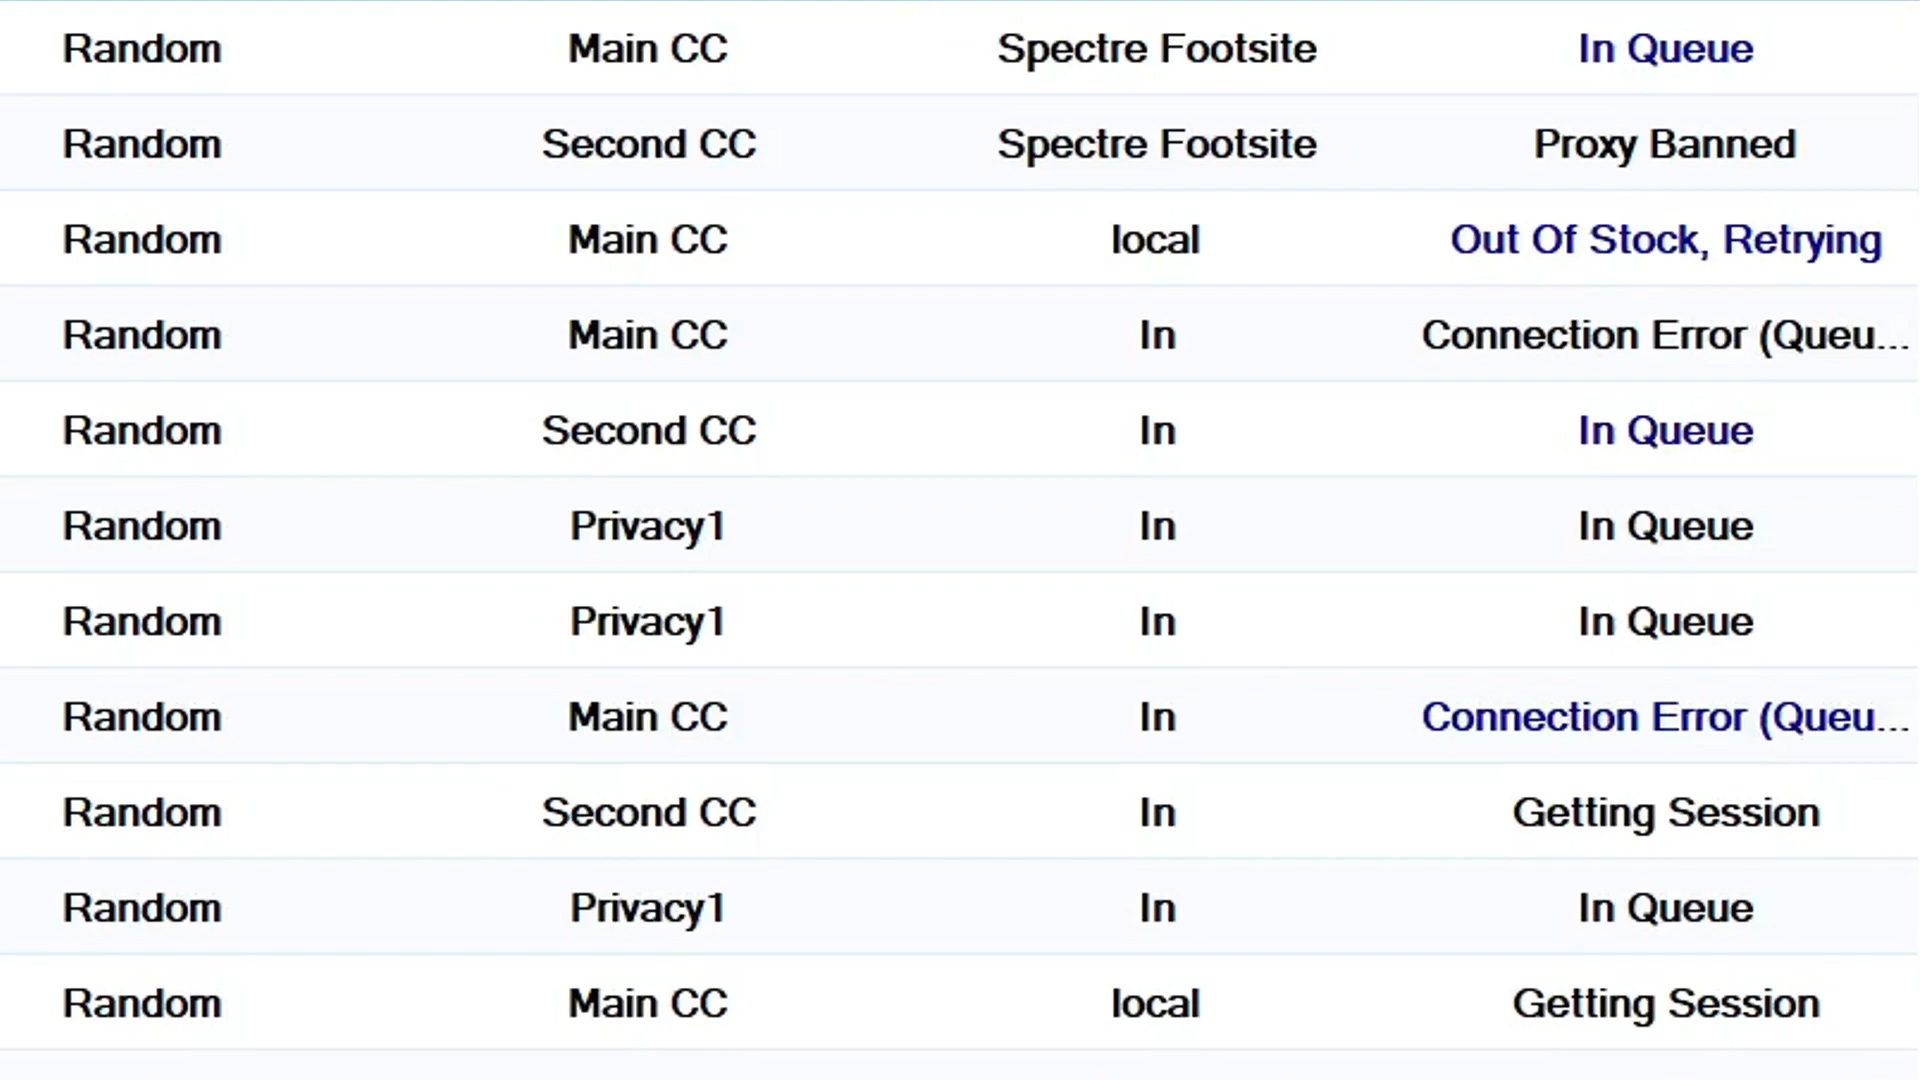 Random Main CC Spectre Footsite In Queue
Random Second CC Spectre Footsite Proxy Banned
Random Main CC local Out Of Stock, Retrying
Random Main CC In Connection Error (Queu...
Random Second CC In In Queue
Random Privacy1 In In Queue
Random Privacy1 In In Queue
Random Main CC In Connection Error (Queu...
Random Second CC In Getting Session
Random Privacy1 In In Queue
Random Main CC local Getting Session